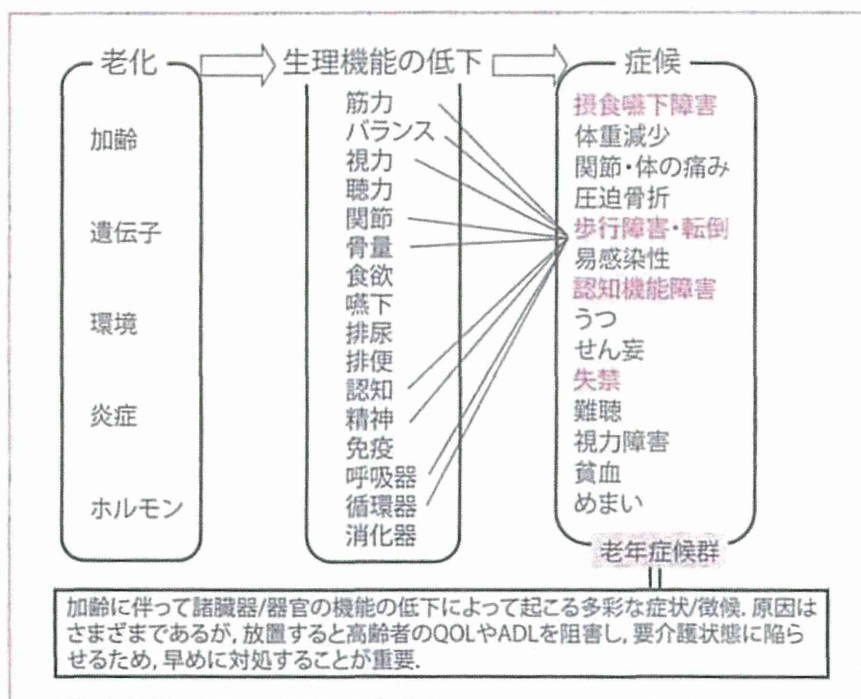 老化
生理機能の低下
症候
加齢
遺伝子
環境
炎症
ホルモン
筋力
バランス
視力
聴力
関節
骨量
食欲
嚥下
排尿
排便
認知
精神
免疫
呼吸器
循環器
消化器
摂食嚥下障害
体重減少
関節・体の痛み
圧迫骨折
歩行障害・転倒
易感染性
認知機能障害
うつ
せん妄
失禁
難聴
視力障害
貧血
めまい
老年症候群
加齢に伴って諸臓器/器官の機能の低下によって起こる多彩な症状/徴候. 原因は
さまざまであるが, 放置すると高齢者のQOLやADLを阻害し, 要介護状態に陥ら
せるため, 早めに対処することが重要.